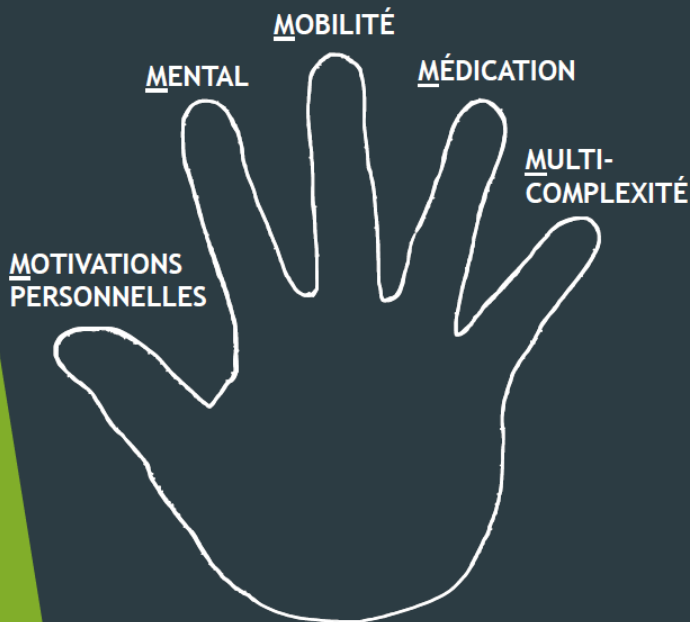 MOBILITÉ
MENTAL
MÉDICATION
MULTI-
COMPLEXITÉ
MOTIVATIONS
PERSONNELLES